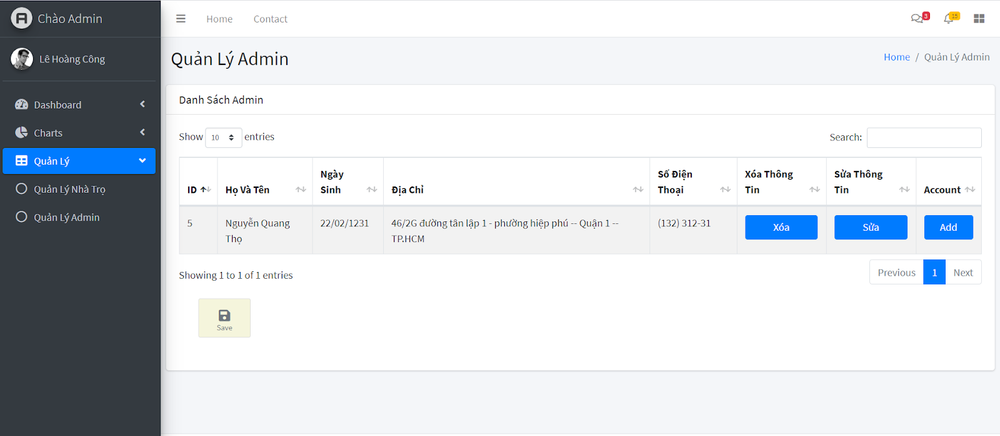 Chào Admin
Home
Contact
3
15
Lê Hoàng Công
Quản Lý Admin
Home / Quản Lý Admin
Dashboard
Charts
Quản Lý
Quản Lý Nhà Trọ
Quản Lý Admin
Danh Sách Admin
Show 10 entries
Search:
ID
Họ Và Tên
Ngày
Sinh
Địa Chỉ
Số Điện
Thoại
Xóa Thông
Tin
Sửa Thông
Tin
Account
5
Nguyễn Quang
Thọ
22/02/1231
46/2G đường tân lập 1 - phường hiệp phú -- Quận 1 --
TP.HCM
(132) 312-31
Xóa
Sửa
Add
Showing 1 to 1 of 1 entries
Previous 1 Next
Save